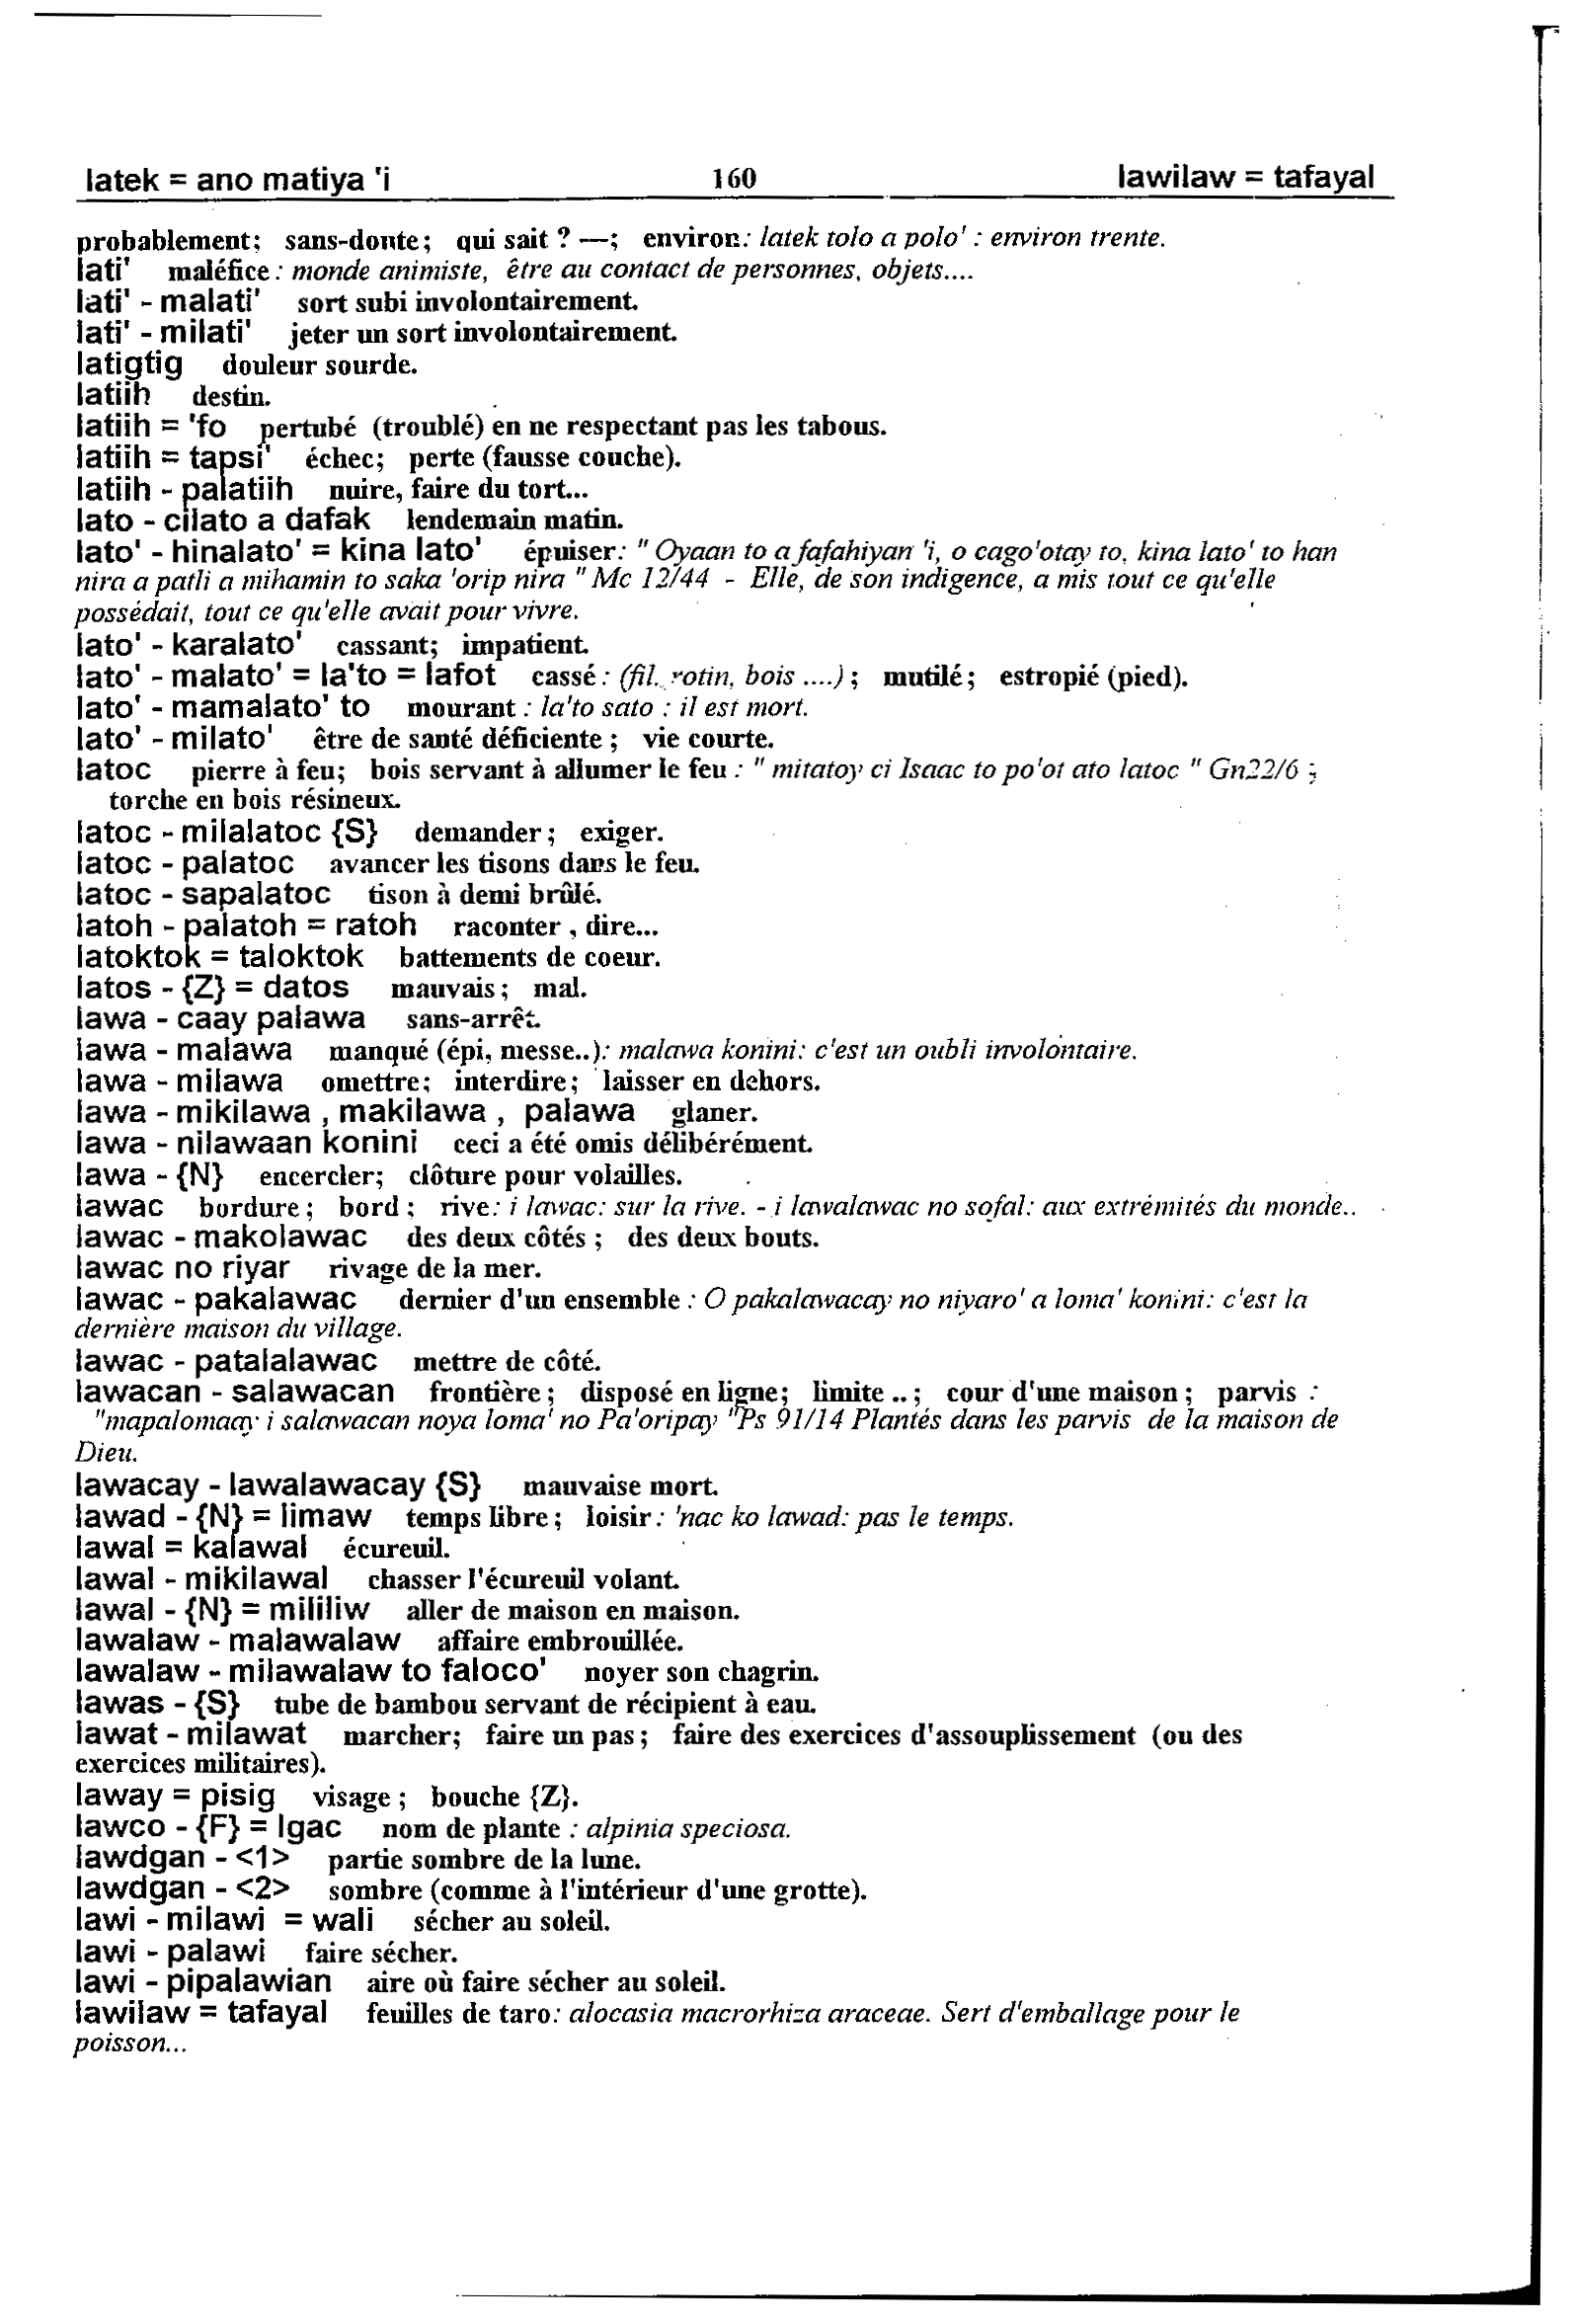 latek = ano matiya 'i 160 lawilaw = tafayal
probablement; sans-doute; qui sait ? —; environ: latek tolo a polo' : environ trente.
lati' maléfice : monde animiste, être au contact de personnes, objets....
lati' - malati' sort subi involontairement.
lati' - milati' jeter un sort involontairement.
latigtig douleur sourde.
latiih destin.
latiih = 'fo pertubé (troublé) en ne respectant pas les tabous.
latiih = tapsi' échec; perte (fausse couche).
latiih - palatiih nuire, faire du tort...
lato - cilato a dafak lendemain matin.
lato' - hinalato' = kina lato' épuiser: " Oyaan to a fafahiyan 'i, o cago'otay to, kina lato' to han
nira a patli a mihamin to saka 'orip nira " Mc 12/44 - Elle, de son indigence, a mis tout ce qu'elle
possédait, tout ce qu'elle avait pour vivre.
lato' - karalato' cassant; impatient.
lato' - malato' = la'to = lafot cassé : (fil, rotin, bois ....) ; mutilé ; estropié (pied).
lato' - mamalato' to mourant : la'to sato : il est mort.
lato' - milato' être de santé déficiente ; vie courte.
latoc pierre à feu; bois servant à allumer le feu : " mitatoy ci Isaac to po'ot ato latoc " Gn22/6 ;
torche en bois résineux.
latoc - milalatoc {S} demander ; exiger.
latoc - palatoc avancer les tisons dans le feu.
latoc - sapalatoc tison à demi brûlé.
latoh - palatoh = ratoh raconter , dire...
latoktok = taloktok battements de coeur.
latos - {Z} = datos mauvais ; mal.
lawa - caay palawa sans-arrêt.
lawa - malawa manqué (épi, messe..): malawa konini: c'est un oubli involontaire.
lawa - milawa omettre; interdire; laisser en dehors.
lawa - mikilawa , makilawa , palawa glaner.
lawa - nilawaan konini ceci a été omis délibérément.
lawa - {N} encercler; clôture pour volailles.
lawac bordure ; bord ; rive: i lawac: sur la rive. - i lawalawac no sofal: aux extrémités du monde..
lawac - makolawac des deux côtés ; des deux bouts.
lawac no riyar rivage de la mer.
lawac - pakalawac dernier d'un ensemble : O pakalawacay no niyaro' a loma' konini: c'est la
dernière maison du village.
lawac - patalalawac mettre de côté.
lawacan - salawacan frontière ; disposé en ligne; limite .. ; cour d'une maison ; parvis :
"mapalomaay i salawacan noya loma' no Pa'oripay "Ps 91/14 Plantés dans les parvis de la maison de
Dieu.
lawacay - lawalawacay {S} mauvaise mort.
lawad - {N} = limaw temps libre ; loisir : 'nac ko lawad: pas le temps.
lawal = kalawal écureuil.
lawal - mikilawal chasser l'écureuil volant.
lawal - {N} = mililiw aller de maison en maison.
lawalaw - malawalaw affaire embrouillée.
lawalaw - milawalaw to faloco' noyer son chagrin.
lawas - {S} tube de bambou servant de récipient à eau.
lawat - milawat marcher; faire un pas ; faire des exercices d'assouplissement (ou des
exercices militaires).
laway = pisig visage ; bouche {Z}.
lawco - {F} = lgac nom de plante : alpinia speciosa.
lawdgan - <1> partie sombre de la lune.
lawdgan - <2> sombre (comme à l'intérieur d'une grotte).
lawi - milawi = wali sécher au soleil.
lawi - palawi faire sécher.
lawi - pipalawian aire où faire sécher au soleil.
lawilaw = tafayal feuilles de taro: alocasia macrorhiza araceae. Sert d'emballage pour le
poisson...